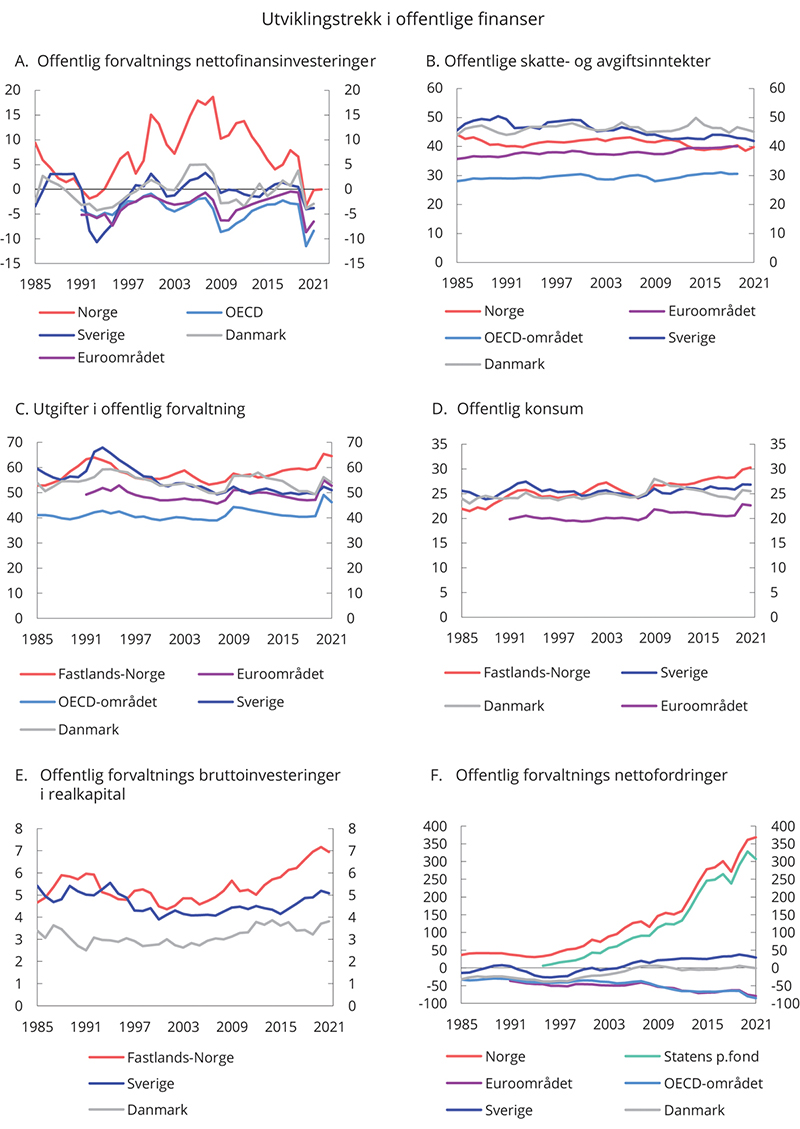 Utviklingstrekk i offentlige finanser
A. Offentlig forvaltnings nettofinansinvesteringer
20 20
15 15
10 10
5 5
0 0
-5 -5
-10 -10
-15 -15
1985 1991 1997 2003 2009 2015 2021
Norge OECD
Sverige Danmark
Euroområdet
B. Offentlige skatte- og avgiftsinntekter
60 60
50 50
40 40
30 30
20 20
10 10
0 0
1985 1991 1997 2003 2009 2015 2021
Norge Euroområdet
OECD-området Sverige
Danmark
C. Utgifter i offentlig forvaltning
70 70
60 60
50 50
40 40
30 30
20 20
10 10
0 0
1985 1991 1997 2003 2009 2015 2021
Fastlands-Norge Euroområdet
OECD-området Sverige
Danmark
D. Offentlig konsum
35 35
30 30
25 25
20 20
15 15
10 10
5 5
0 0
1985 1991 1997 2003 2009 2015 2021
Fastlands-Norge Sverige
Danmark Euroområdet
E. Offentlig forvaltnings bruttoinvesteringer
i realkapital
8 8
7 7
6 6
5 5
4 4
3 3
2 2
1 1
0 0
1985 1991 1997 2003 2009 2015 2021
Fastlands-Norge
Sverige
Danmark
F. Offentlig forvaltnings nettofordringer
400 400
350 350
300 300
250 250
200 200
150 150
100 100
50 50
0 0
-50 -50
-100 -100
1985 1991 1997 2003 2009 2015 2021
Norge Statens p.fond
Euroområdet OECD-området
Sverige Danmark